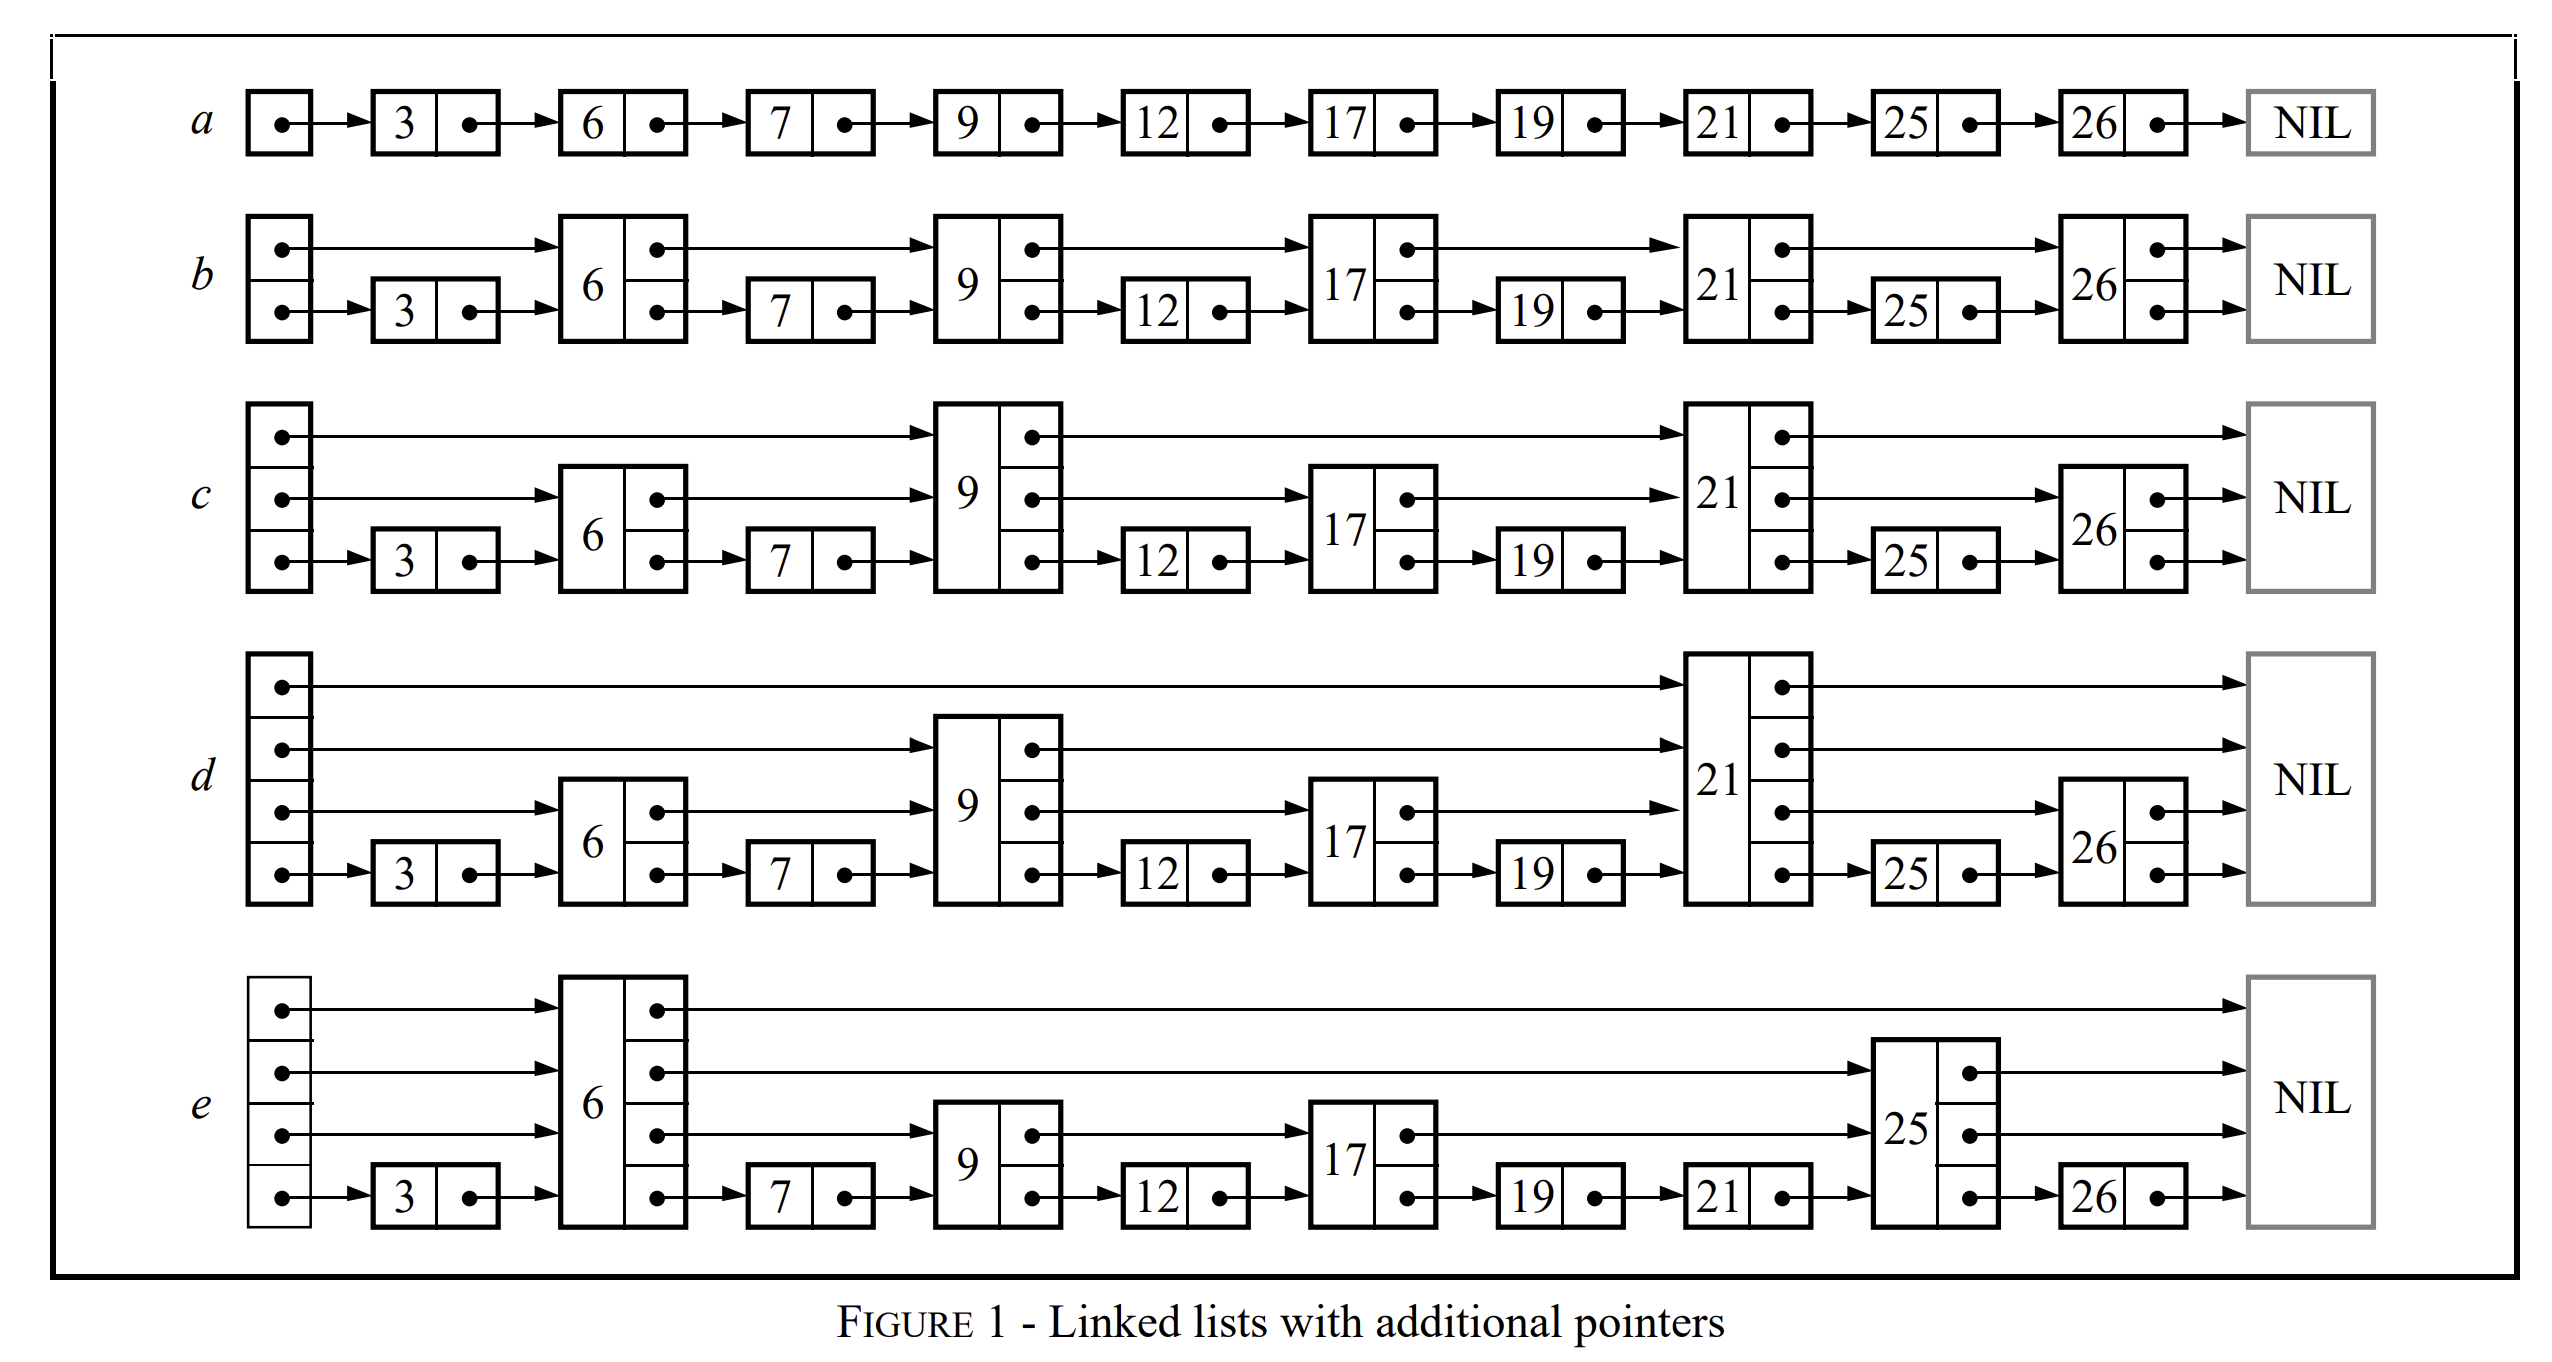 a 3 6 7 9 12 17 19 21 25 26 NIL
b 3 6 7 9 12 17 19 21 25 26 NIL
c 3 6 7 9 12 17 19 21 25 26 NIL
d 3 6 7 9 12 17 19 21 25 26 NIL
e 3 6 7 9 12 17 19 21 25 26 NIL
FIGURE 1 - Linked lists with additional pointers